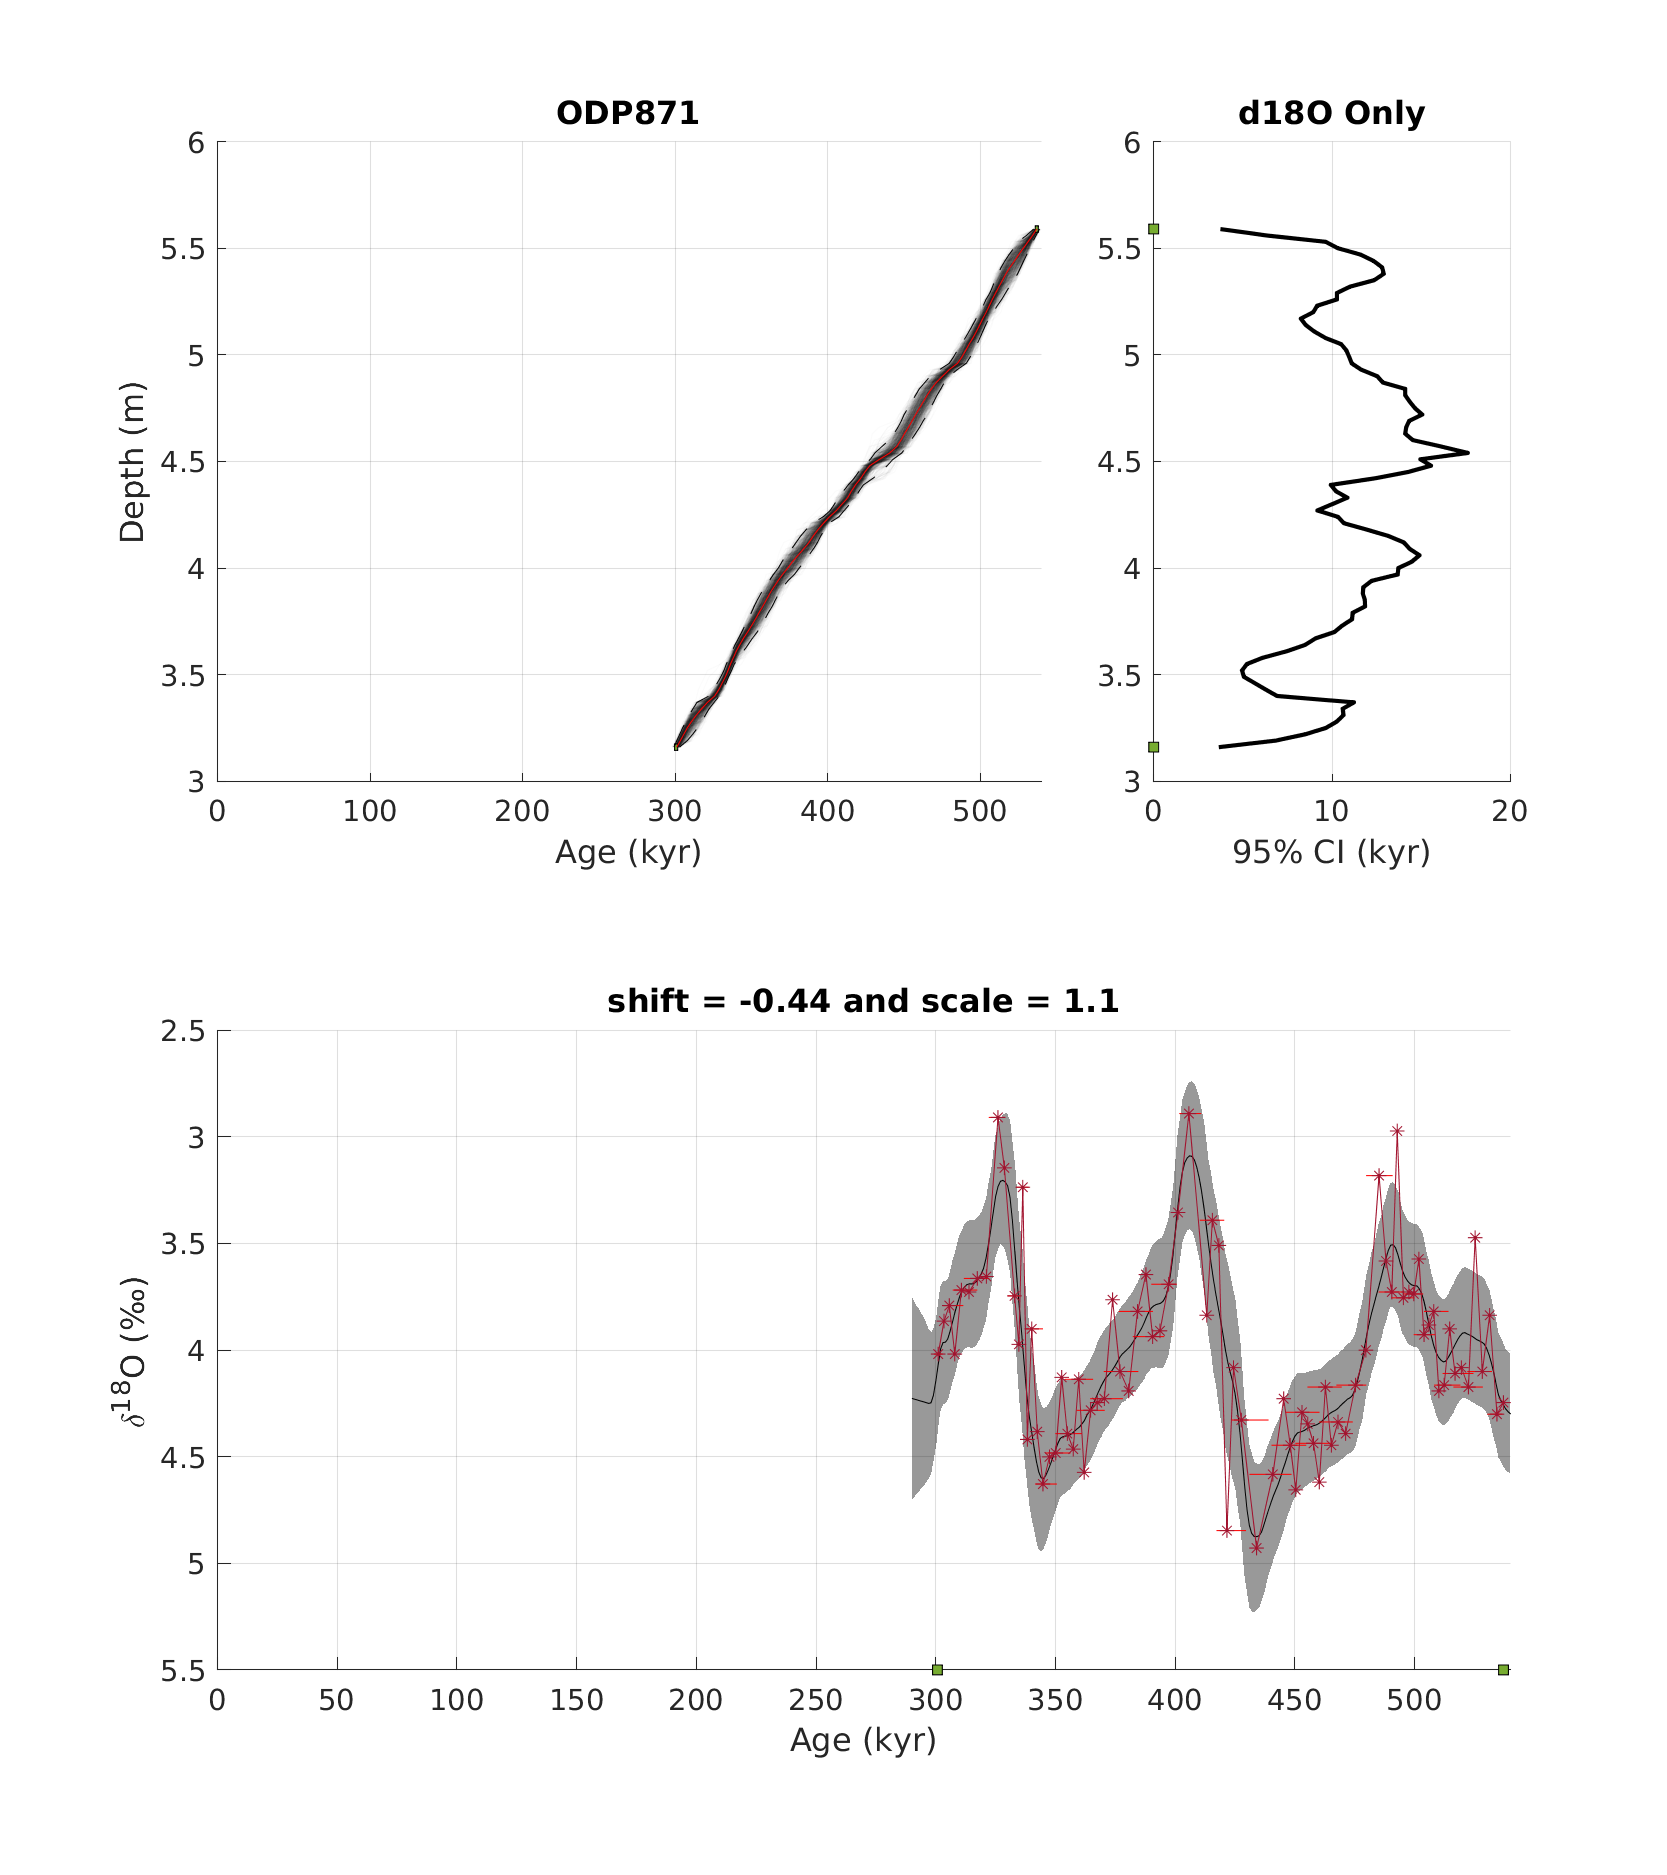 ODP871
6
5.5
5
4.5
4
3.5
3
0 100 200 300 400 500
Depth (m)
Age (kyr)
d18O Only
6
5.5
5
4.5
4
3.5
3
0 10 20
95% CI (kyr)
shift = -0.44 and scale = 1.1
2.5
3
3.5
4
4.5
5
5.5
0 50 100 150 200 250 300 350 400 450 500
δ18O (‰)
Age (kyr)